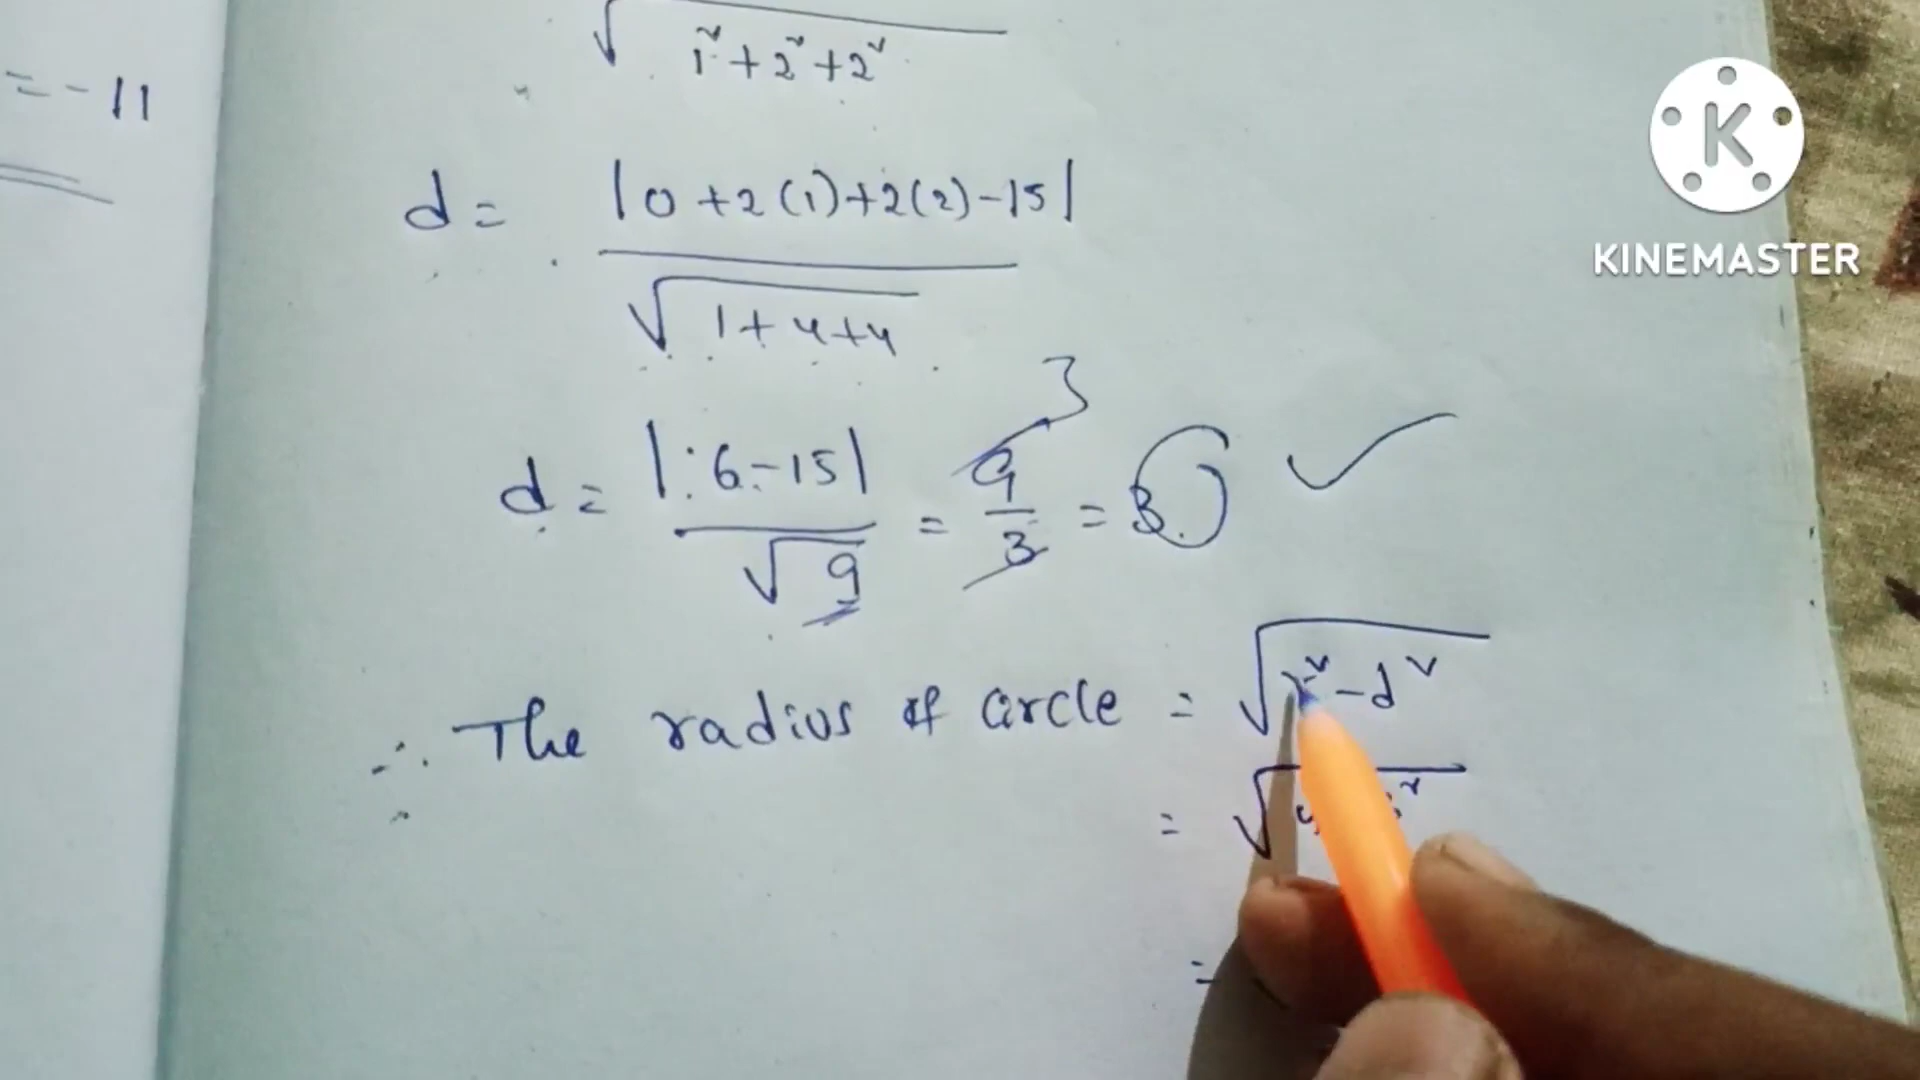 = -11
√1² + 2² + 2²
d = |0 + 2(1) + 2(2) - 15|
√1 + 4 + 4
3
d = |6 - 15| / √9 = 9/3 = 3
∴ The radius of circle = √r² - d²
= √
=
K
KINEMASTER